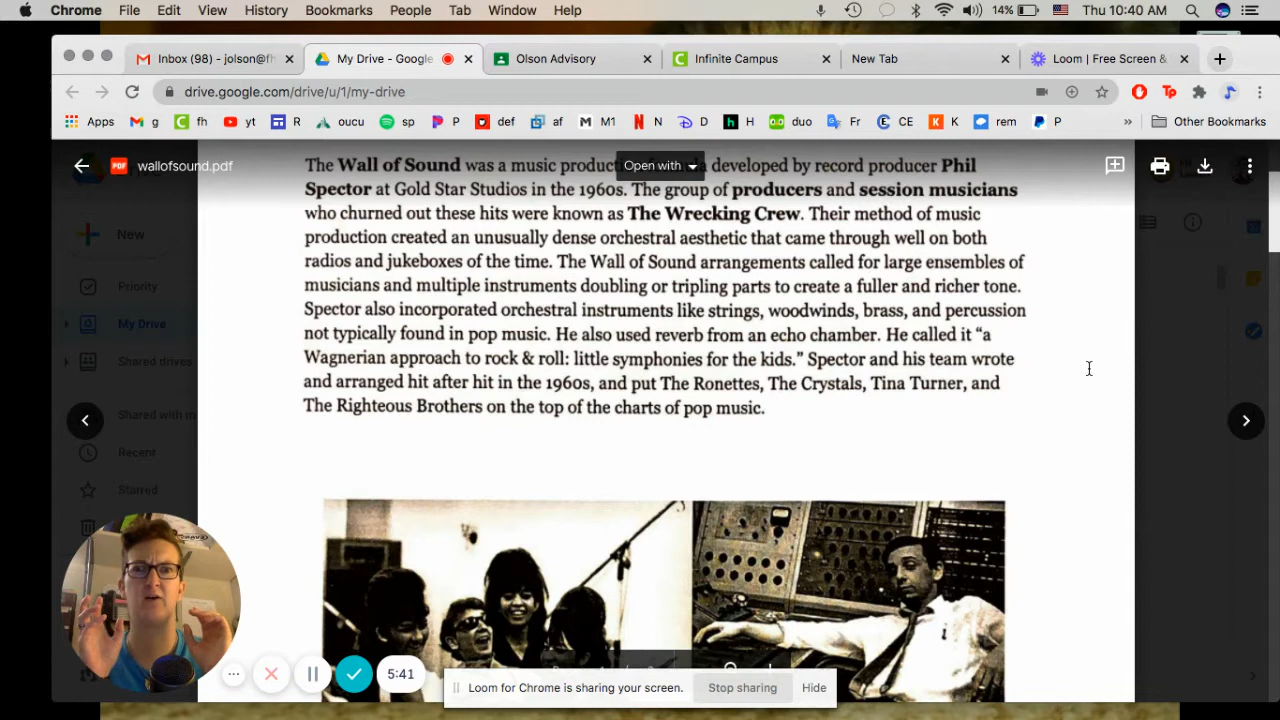 Chrome File Edit View History Bookmarks People Tab Window Help 14% Thu 10:40 AM
Inbox (98) - jolson@fh My Drive - Google Olson Advisory Infinite Campus New Tab Loom | Free Screen &
drive.google.com/drive/u/1/my-drive
Apps g fh yt R oucu sp P def af M1 N D H duo Fr CE K rem P » Other Bookmarks
wallofsound.pdf Open with
The Wall of Sound was a music developed by record producer Phil
Spector at Gold Star Studios in the 1960s. The group of producers and session musicians
who churned out these hits were known as The Wrecking Crew. Their method of music
production created an unusually dense orchestral aesthetic that came through well on both
radios and jukeboxes of the time. The Wall of Sound arrangements called for large ensembles of
musicians and multiple instruments doubling or tripling parts to create a fuller and richer tone.
Spector also incorporated orchestral instruments like strings, woodwinds, brass, and percussion
not typically found in pop music. He also used reverb from an echo chamber. He called it “a
Wagnerian approach to rock & roll: little symphonies for the kids.” Spector and his team wrote
and arranged hit after hit in the 1960s, and put The Ronettes, The Crystals, Tina Turner, and
The Righteous Brothers on the top of the charts of pop music.
New
Priority
My Drive
Shared drives
Shared with m
Recent
Starred
5:41
Loom for Chrome is sharing your screen. Stop sharing Hide